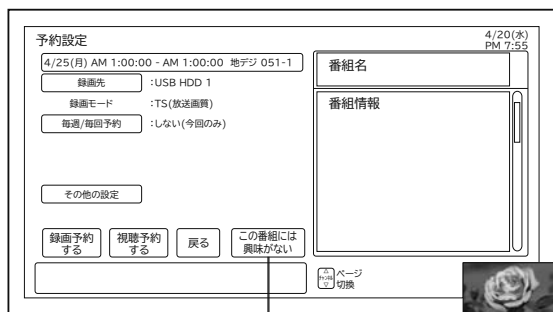 予約設定
4/20(水)
PM 7:55
4/25(月) AM 1:00:00 - AM 1:00:00 地デジ 051-1
録画先 :USB HDD 1
録画モード :TS(放送画質)
毎週/毎回予約 :しない(今回のみ)
その他の設定
録画予約
する
視聴予約
する
戻る
この番組には
興味がない
番組名
番組情報
チャンネル
ページ
切換